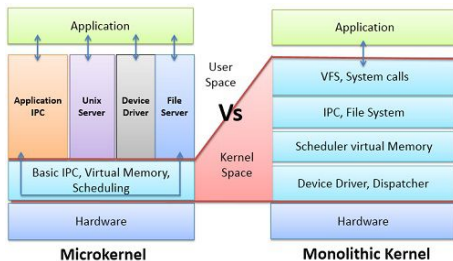 Application
Application
IPC
Unix
Server
Device
Driver
File
Server
Basic IPC, Virtual Memory,
Scheduling
Hardware
Microkernel
User
Space
Vs
Kernel
Space
Application
VFS, System calls
IPC, File System
Scheduler virtual Memory
Device Driver, Dispatcher
Hardware
Monolithic Kernel